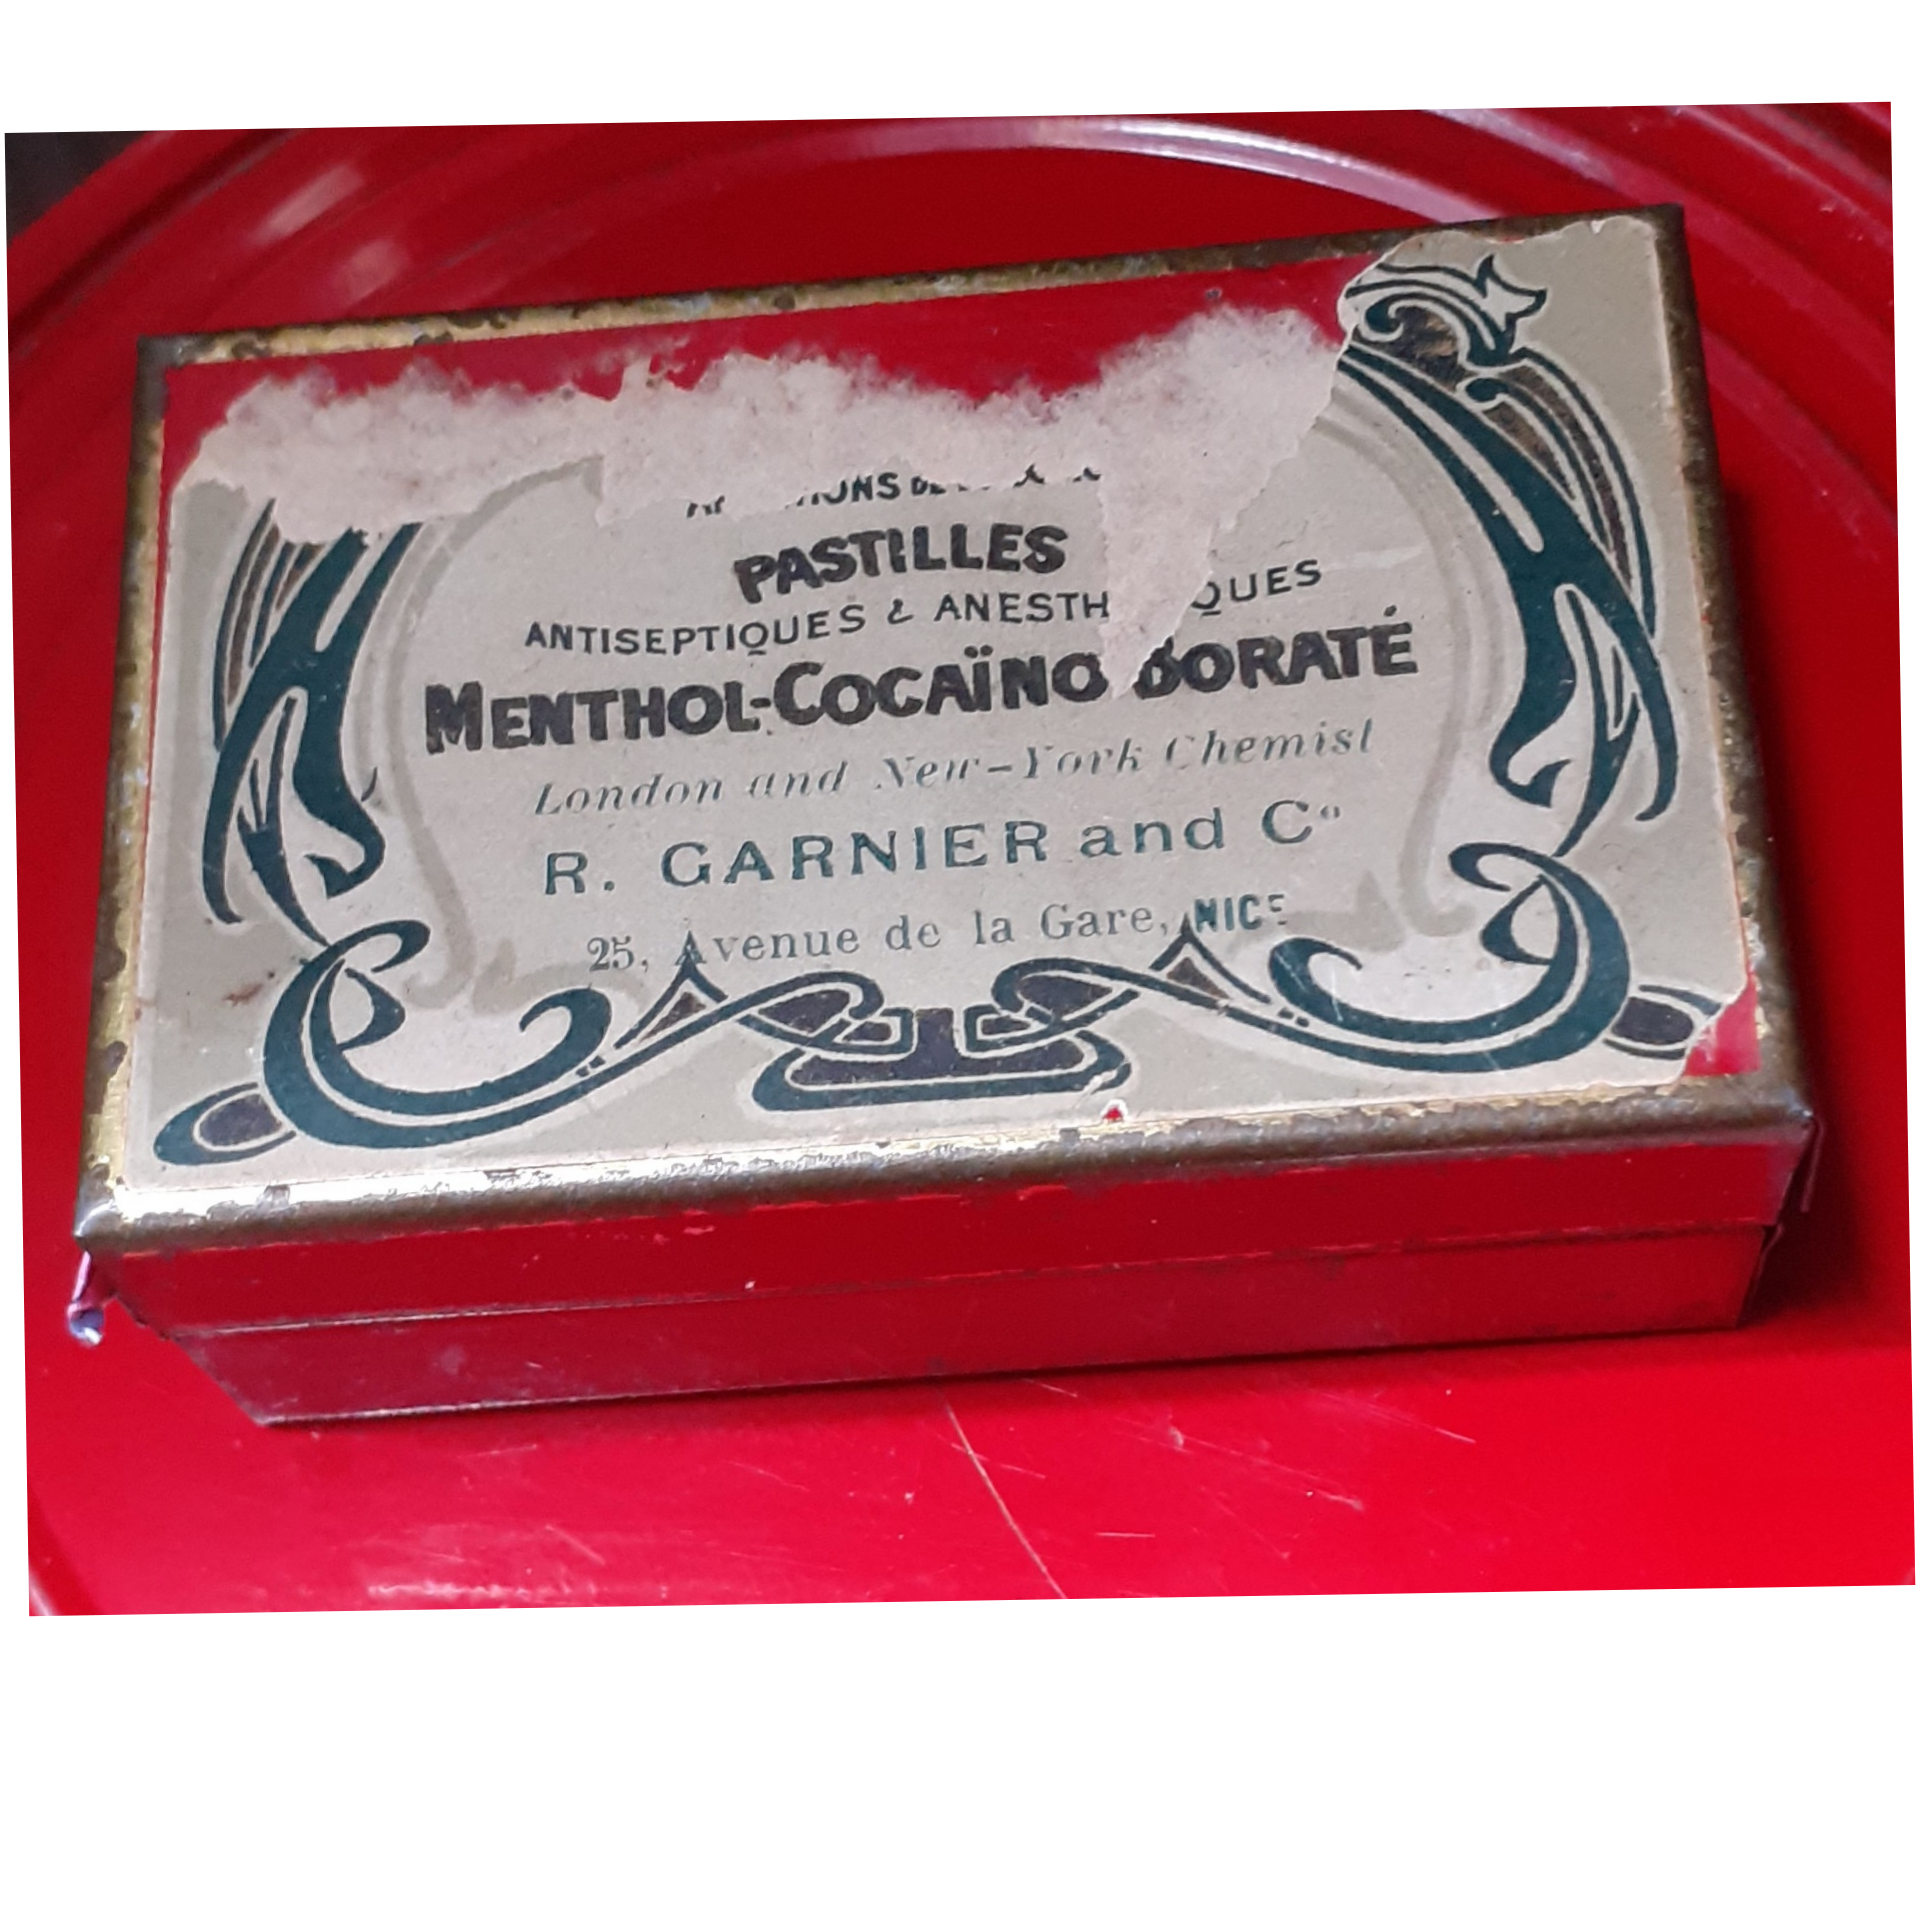 PASTILLES
ANTISEPTIQUES & ANESTH QUES
MENTHOL-COCAÏNO BORATÉ
London and New-York Chemist
R. GARNIER and Cº
25, Avenue de la Gare, NICE